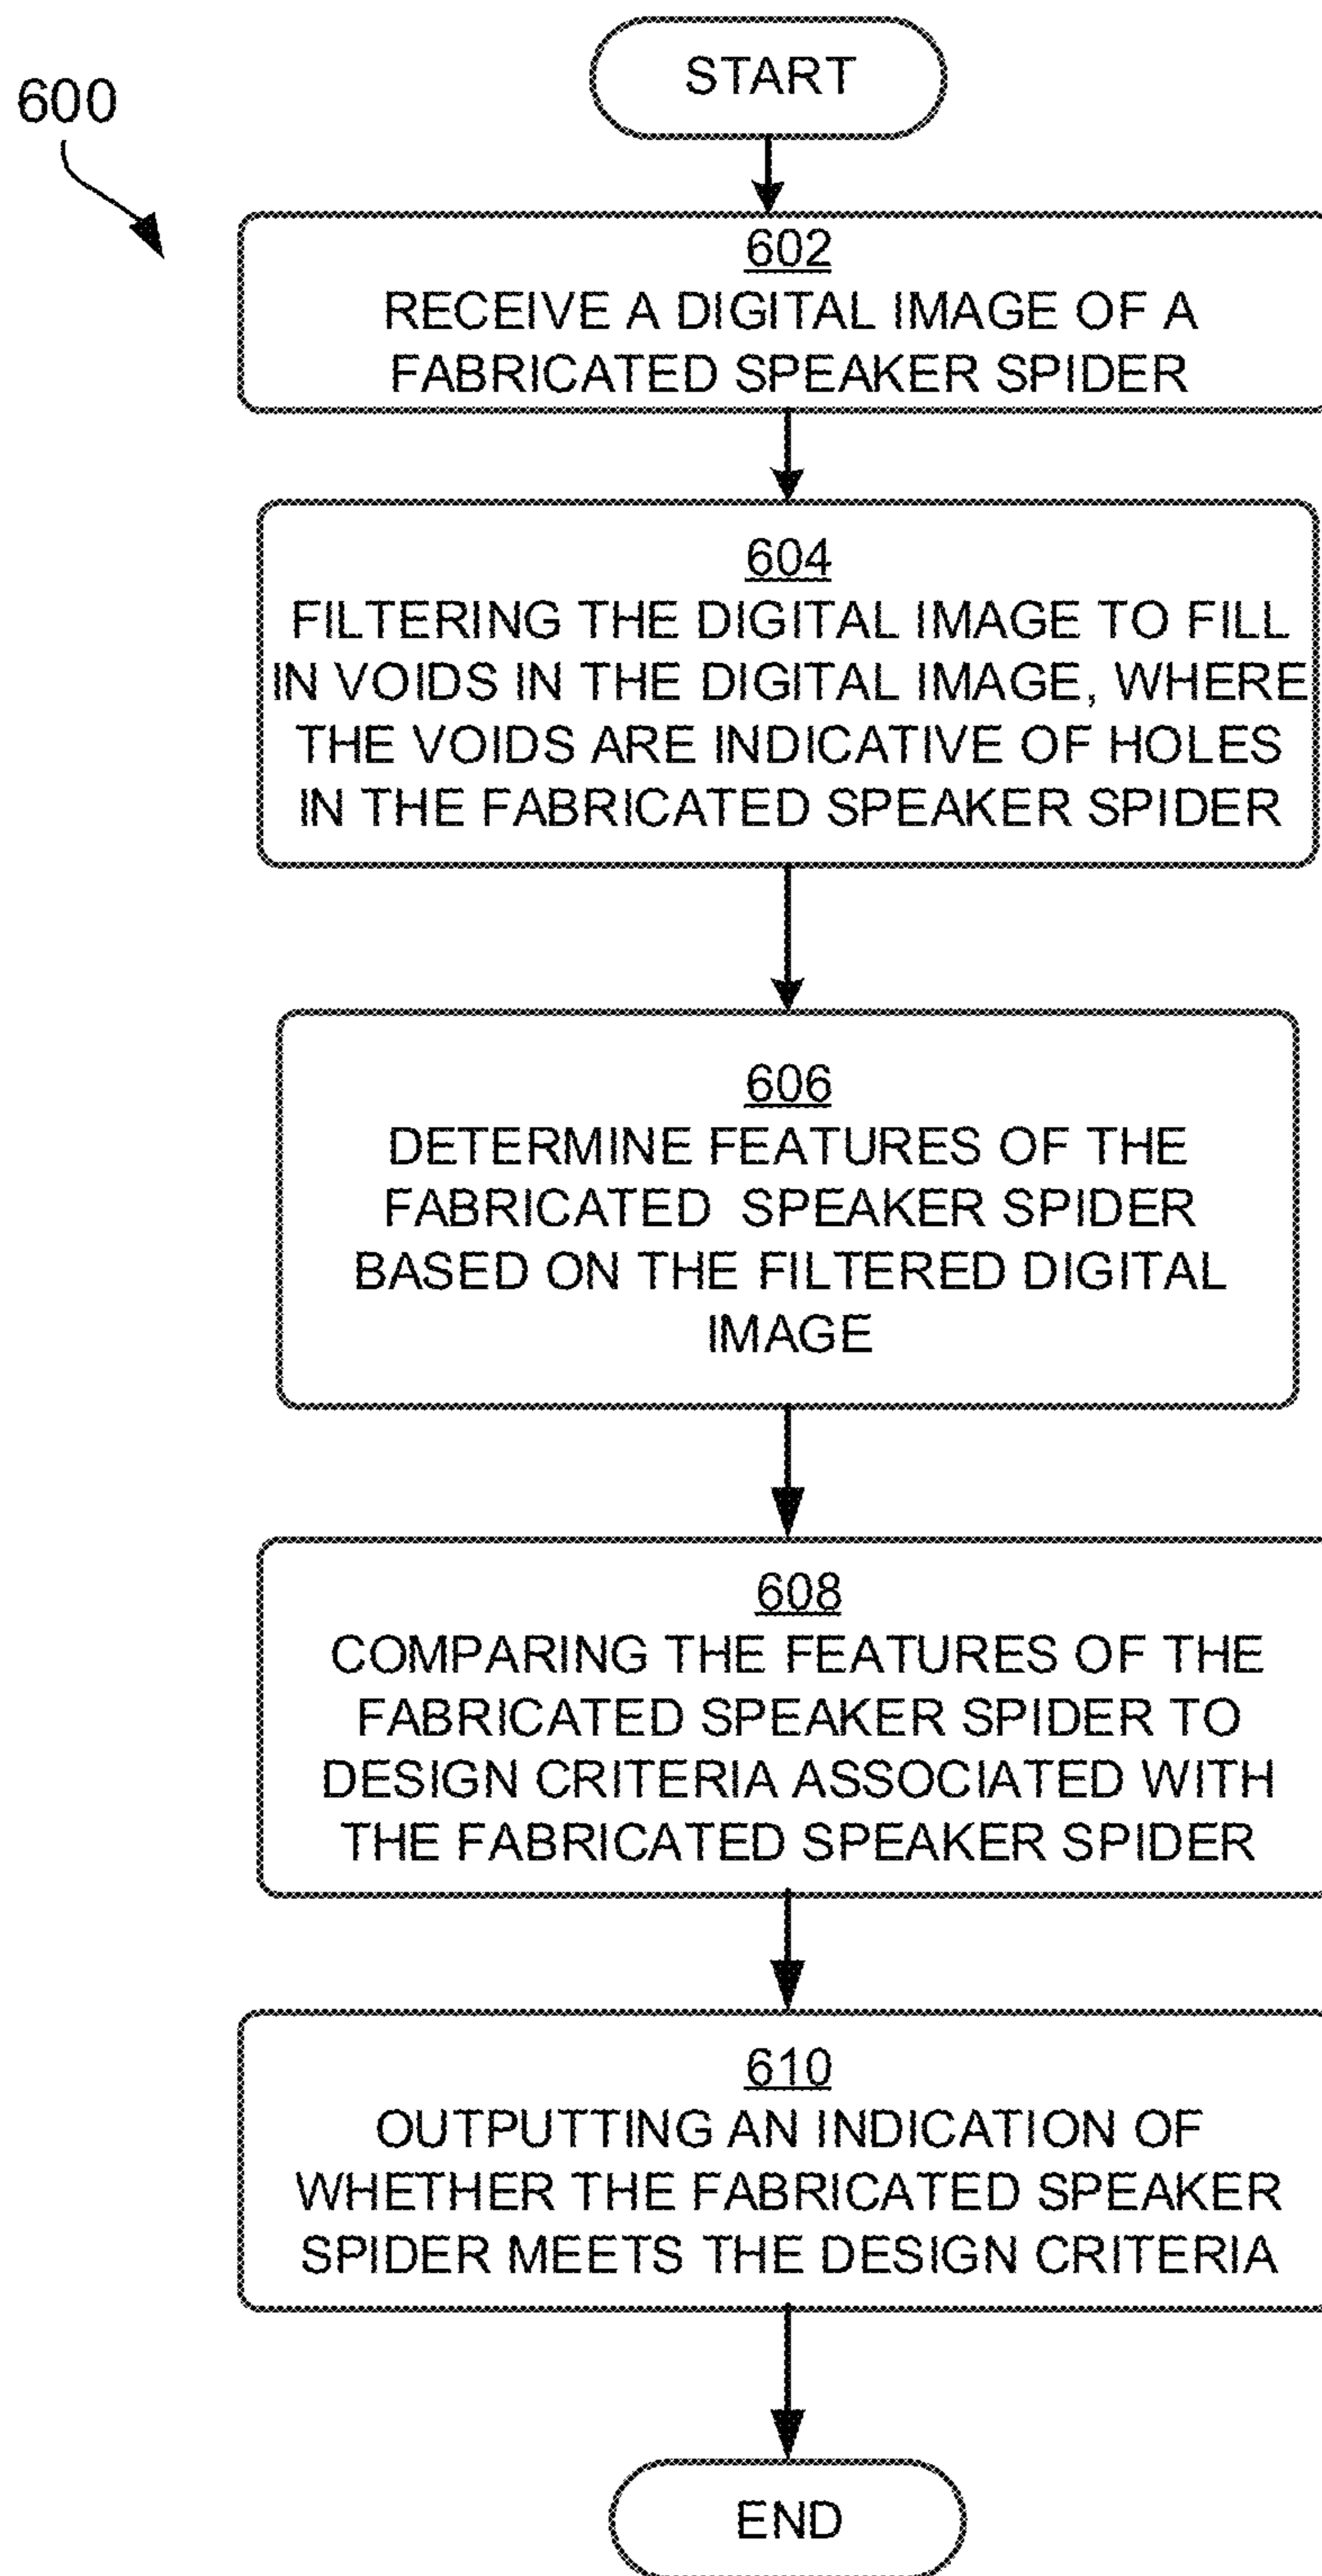 600
START
602
RECEIVE A DIGITAL IMAGE OF A
FABRICATED SPEAKER SPIDER
604
FILTERING THE DIGITAL IMAGE TO FILL
IN VOIDS IN THE DIGITAL IMAGE, WHERE
THE VOIDS ARE INDICATIVE OF HOLES
IN THE FABRICATED SPEAKER SPIDER
606
DETERMINE FEATURES OF THE
FABRICATED SPEAKER SPIDER
BASED ON THE FILTERED DIGITAL
IMAGE
608
COMPARING THE FEATURES OF THE
FABRICATED SPEAKER SPIDER TO
DESIGN CRITERIA ASSOCIATED WITH
THE FABRICATED SPEAKER SPIDER
610
OUTPUTTING AN INDICATION OF
WHETHER THE FABRICATED SPEAKER
SPIDER MEETS THE DESIGN CRITERIA
END